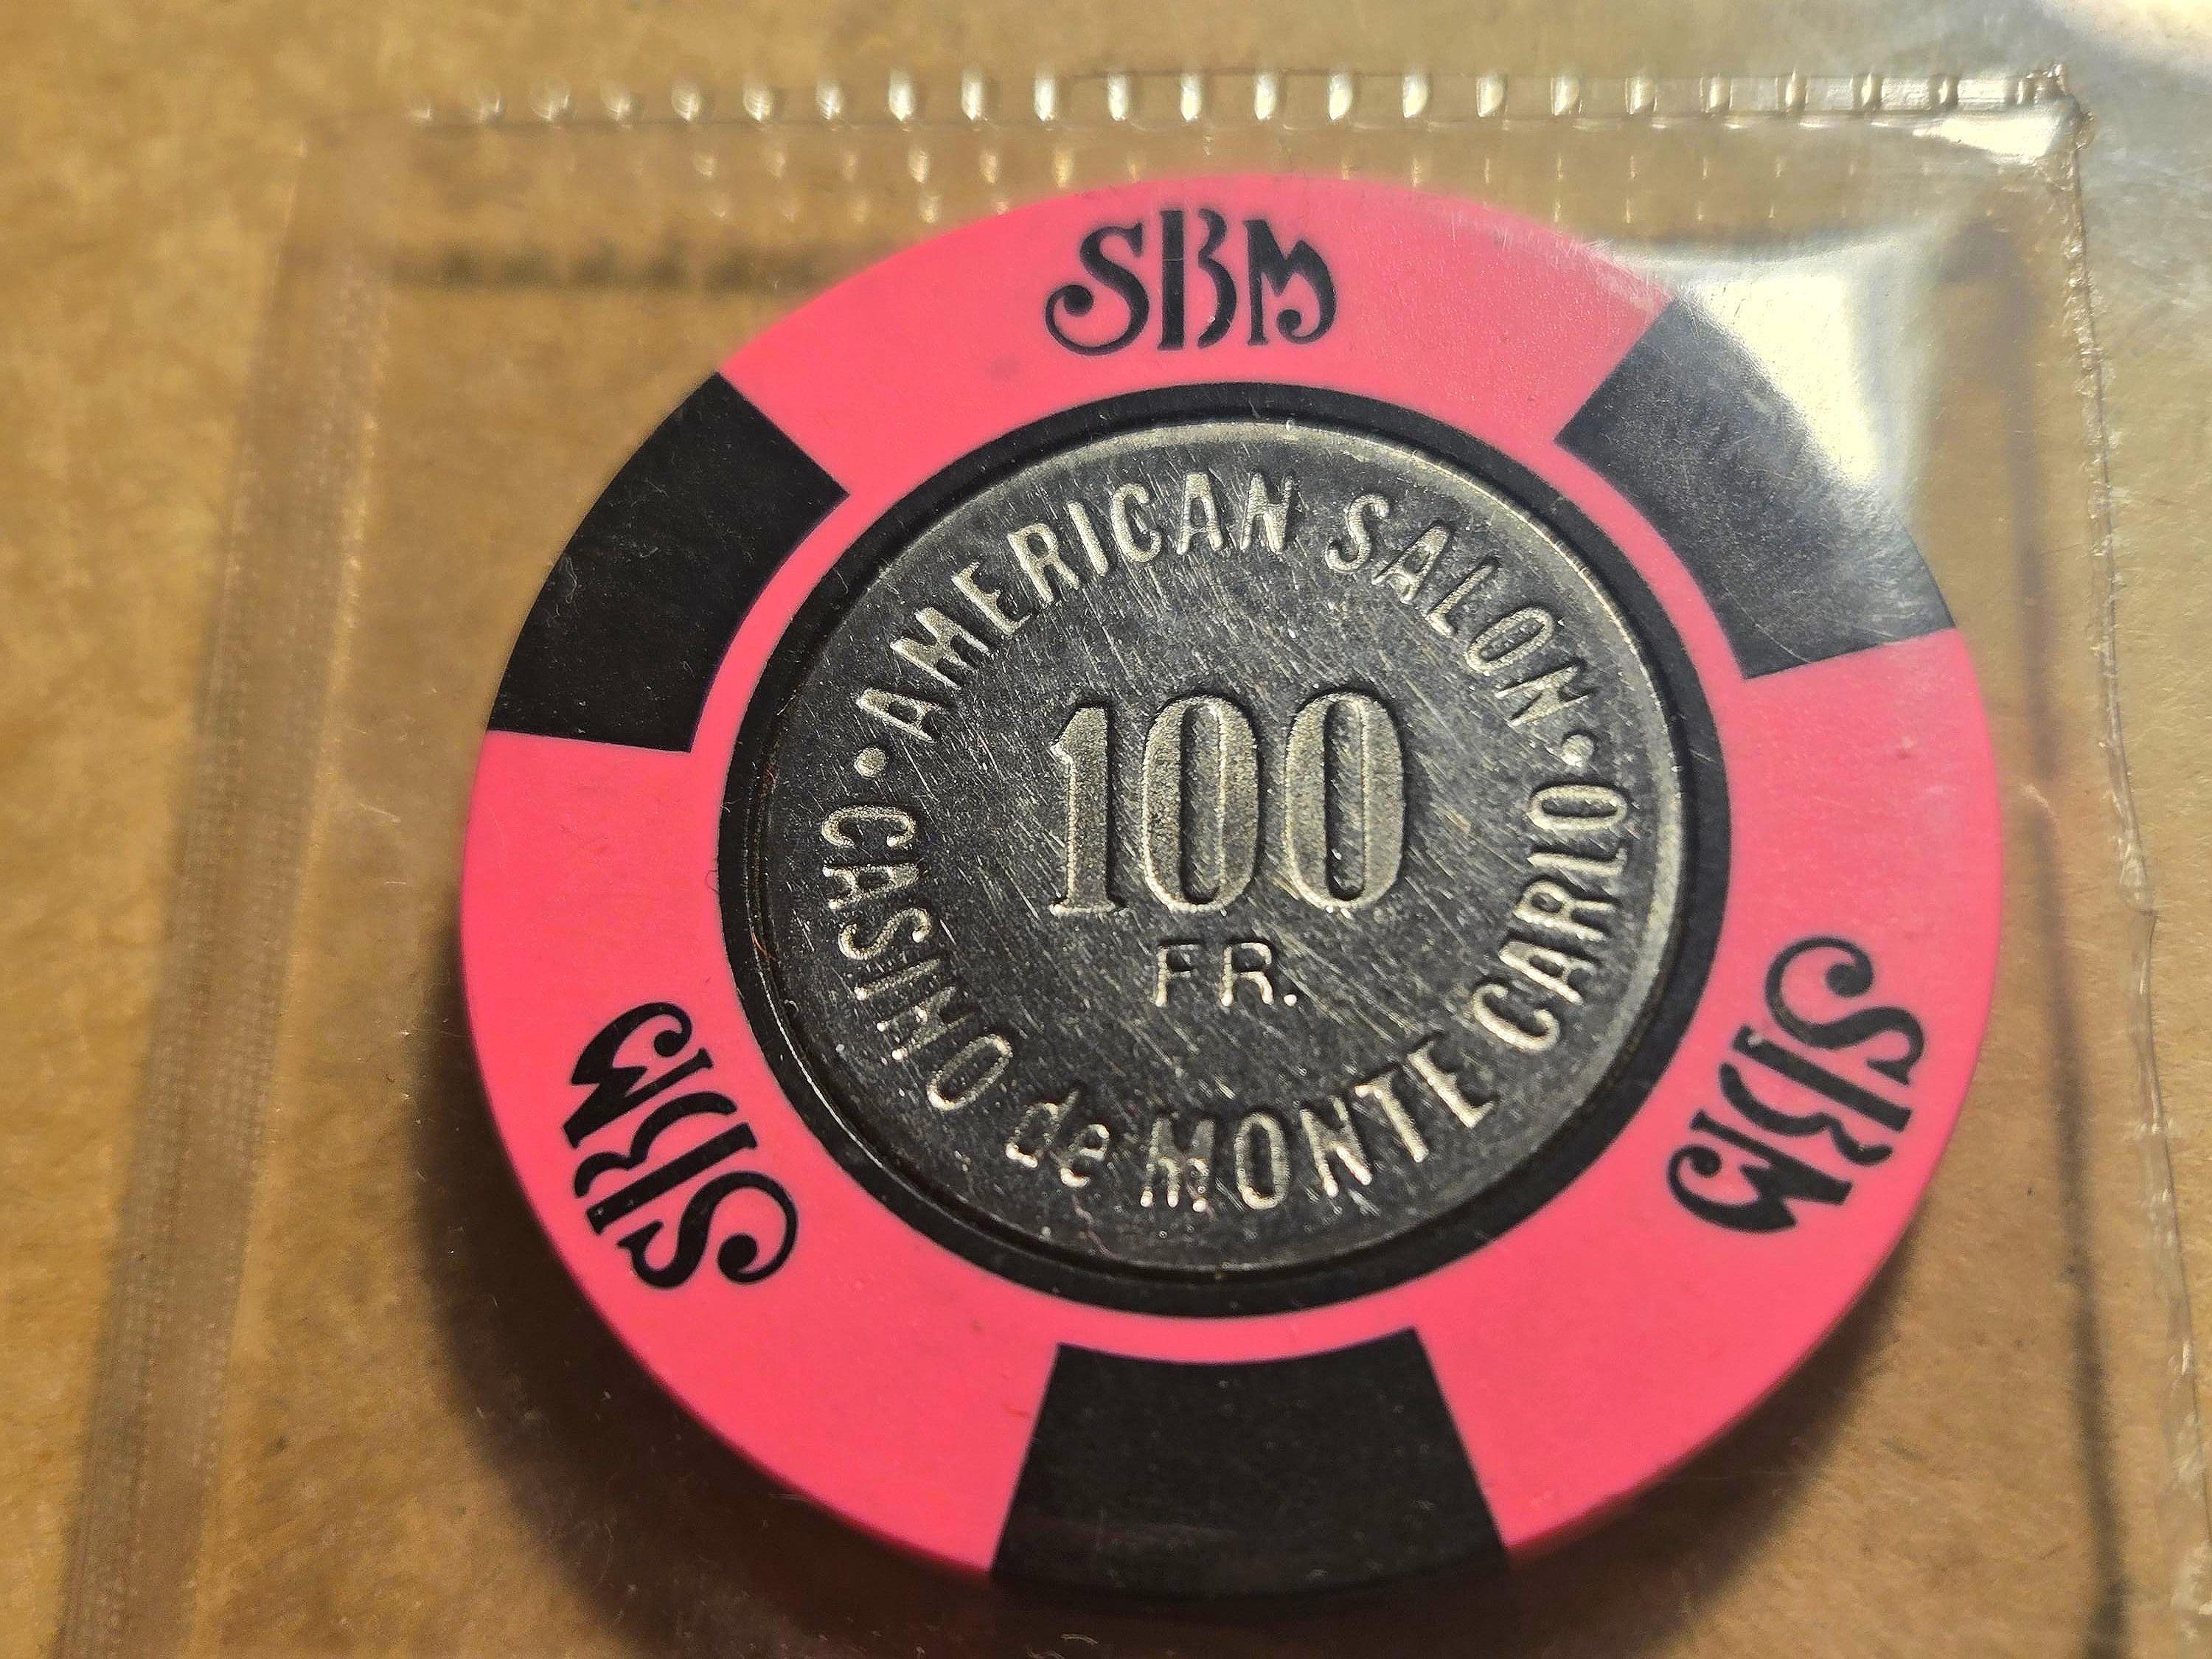 SBM
• AMERICAN SALON •
100
FR.
CASINO de MONTE CARLO
SBM
SBM